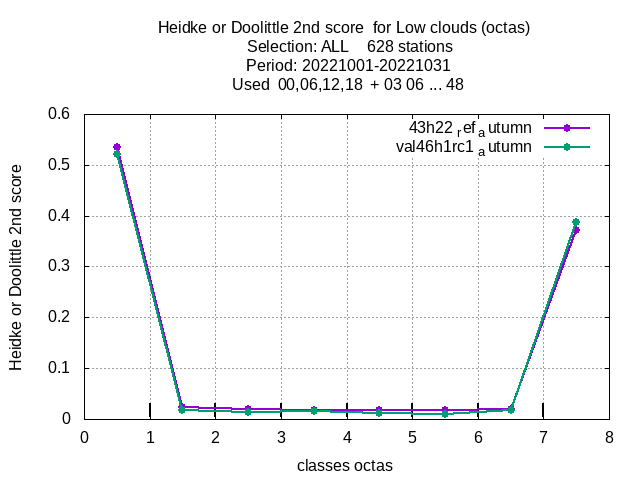 Heidke or Doolittle 2nd score  for Low clouds (octas)
Selection: ALL    628 stations
Period: 20221001-20221031
Used  00,06,12,18  + 03 06 ... 48
43h22 ref autumn
val46h1rc1 autumn
Heidke or Doolittle 2nd score
0.6
0.5
0.4
0.3
0.2
0.1
0
0 1 2 3 4 5 6 7 8
classes octas